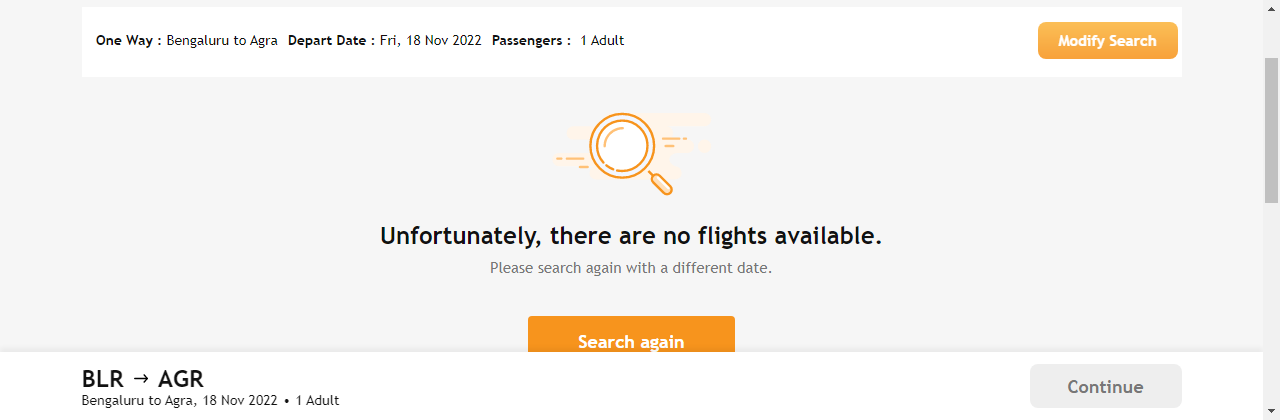 One Way : Bengaluru to Agra Depart Date : Fri, 18 Nov 2022 Passengers : 1 Adult
Modify Search
Unfortunately, there are no flights available.
Please search again with a different date.
Search again
BLR → AGR
Bengaluru to Agra, 18 Nov 2022 • 1 Adult
Continue